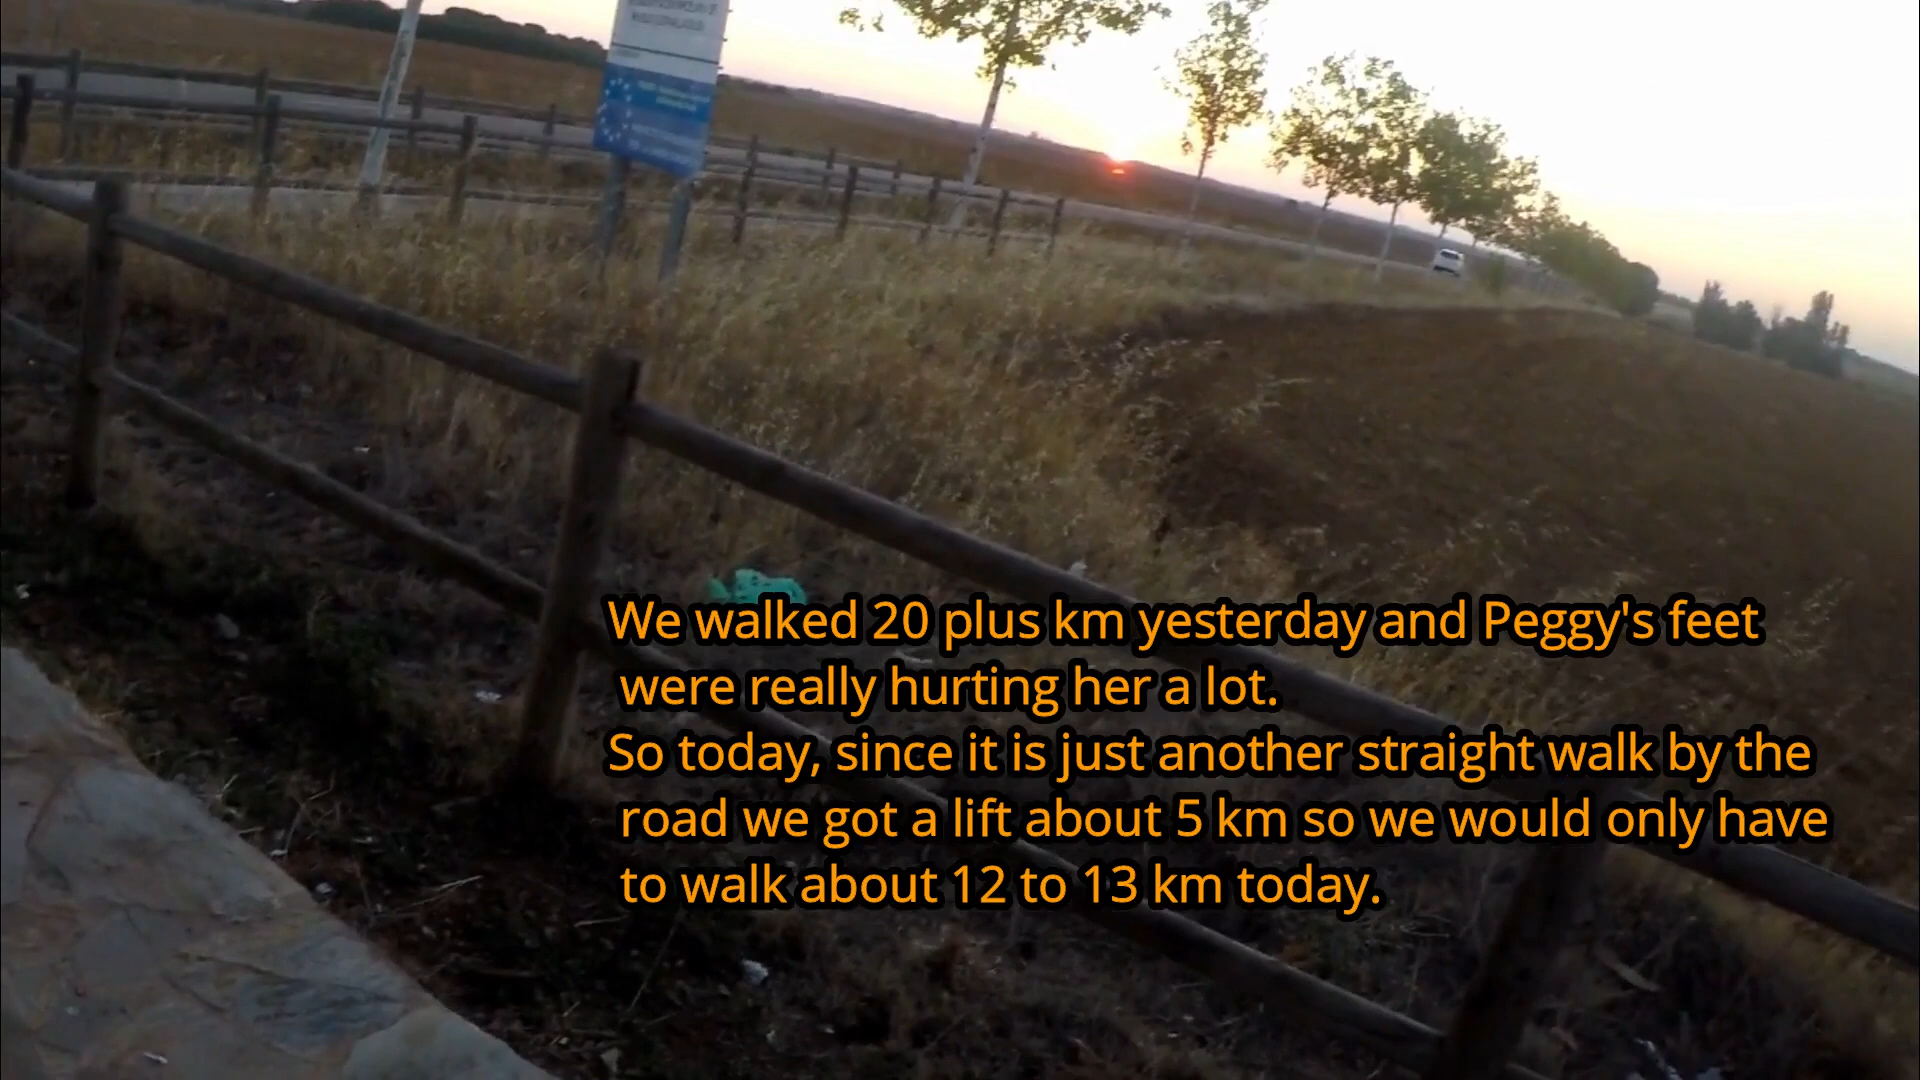 We walked 20 plus km yesterday and Peggy's feet
were really hurting her a lot.
So today, since it is just another straight walk by the
road we got a lift about 5 km so we would only have
to walk about 12 to 13 km today.